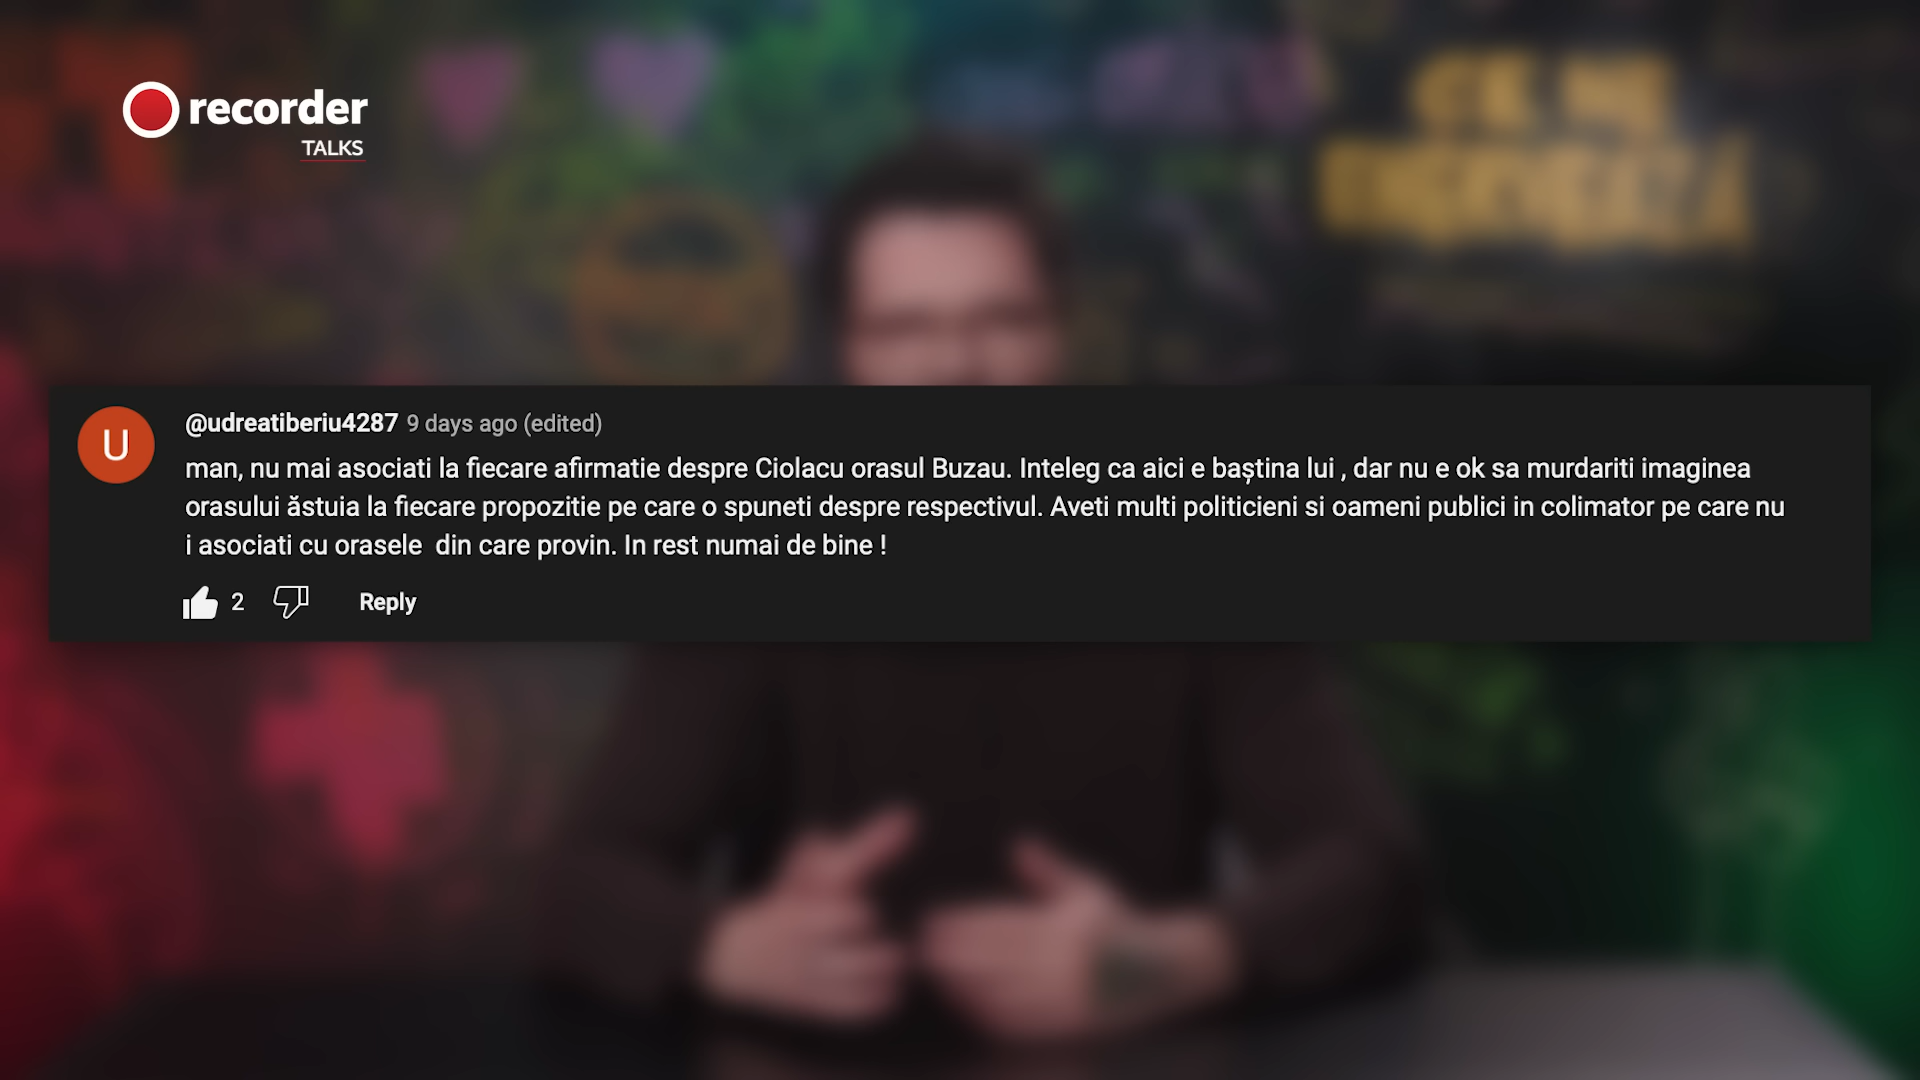 recorder
TALKS
U
@udreatiberiu4287 9 days ago (edited)
man, nu mai asociati la fiecare afirmatie despre Ciolacu orasul Buzau. Inteleg ca aici e baștina lui , dar nu e ok sa murdariti imaginea
orasului ăstuia la fiecare propozitie pe care o spuneti despre respectivul. Aveti multi politicieni si oameni publici in colimator pe care nu
i asociati cu orasele  din care provin. In rest numai de bine !
2 Reply